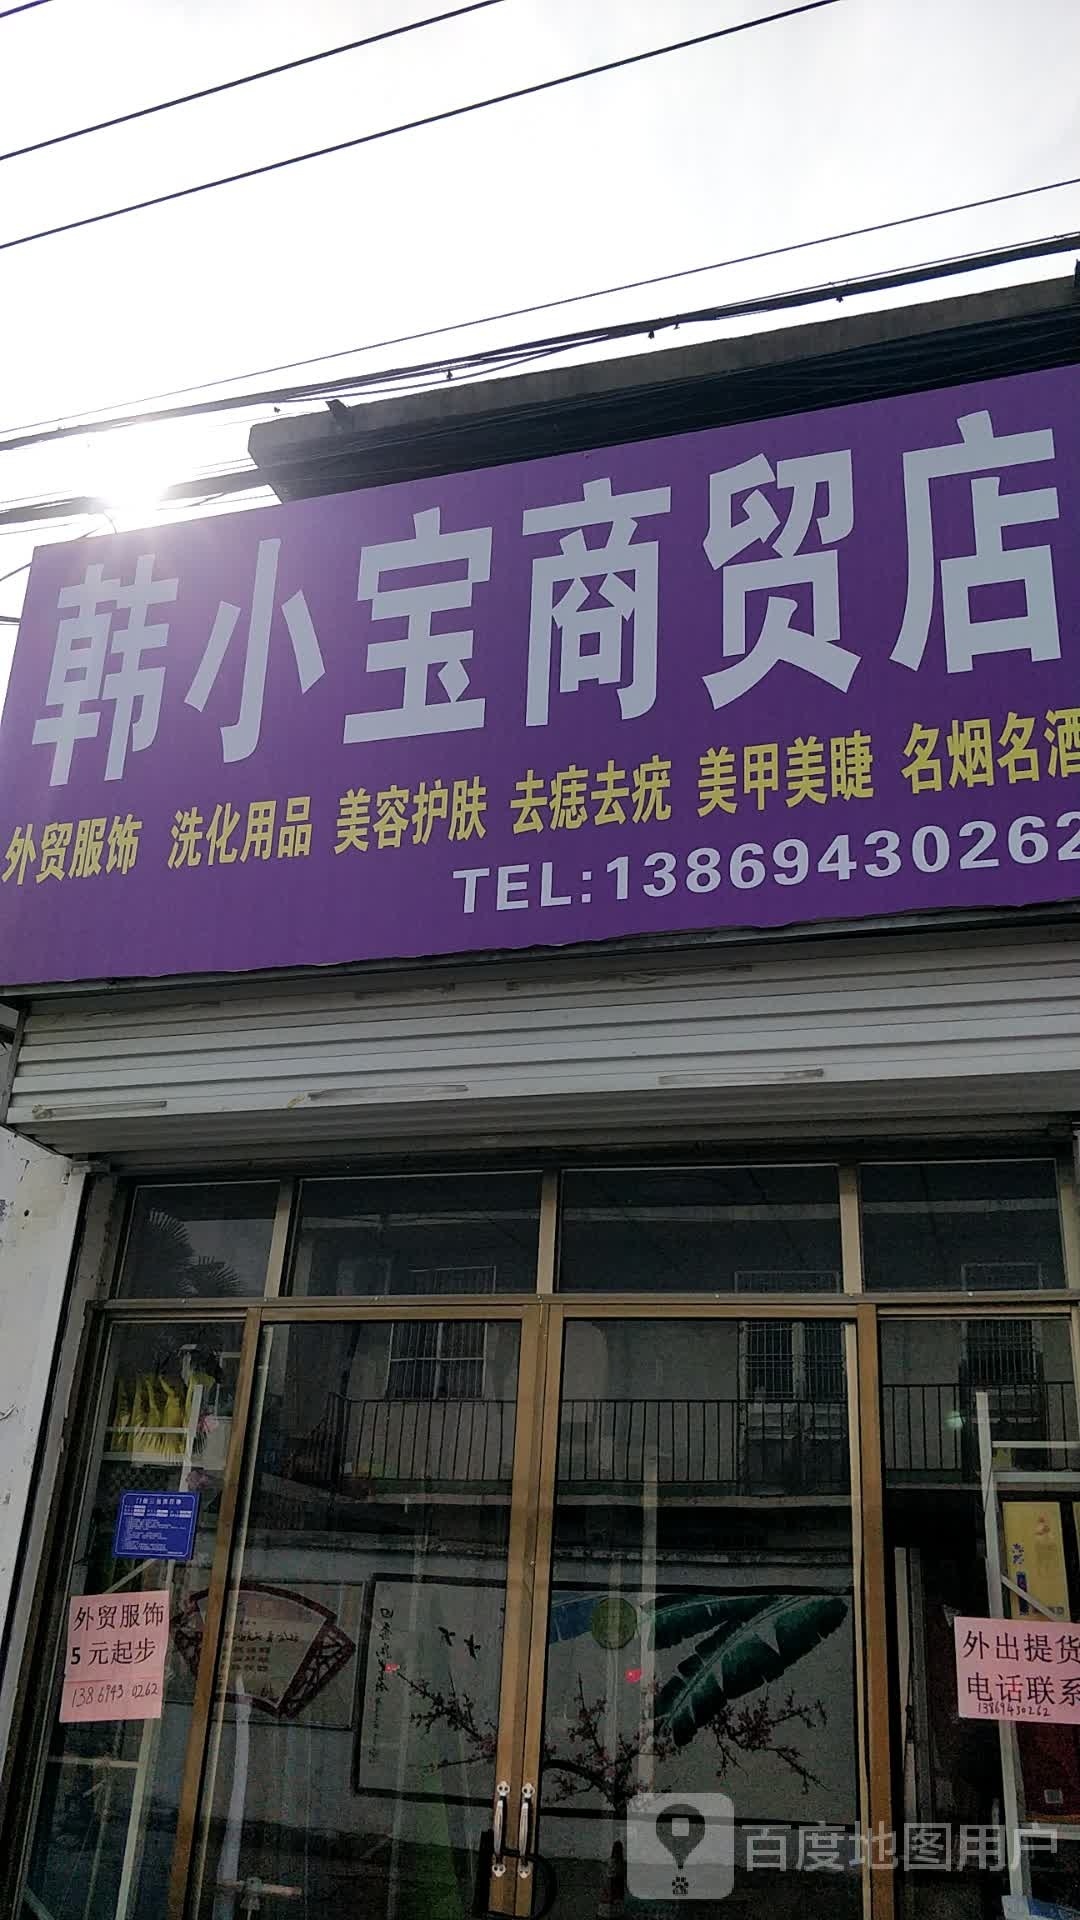 韩小宝商贸店
外贸服饰 洗化用品 美容护肤 去痣去疣 美甲美睫 名烟名酒
TEL:13869430262
外贸服饰
5元起步
13869430262
外出提货
电话联系
13869430262
百度地图用户